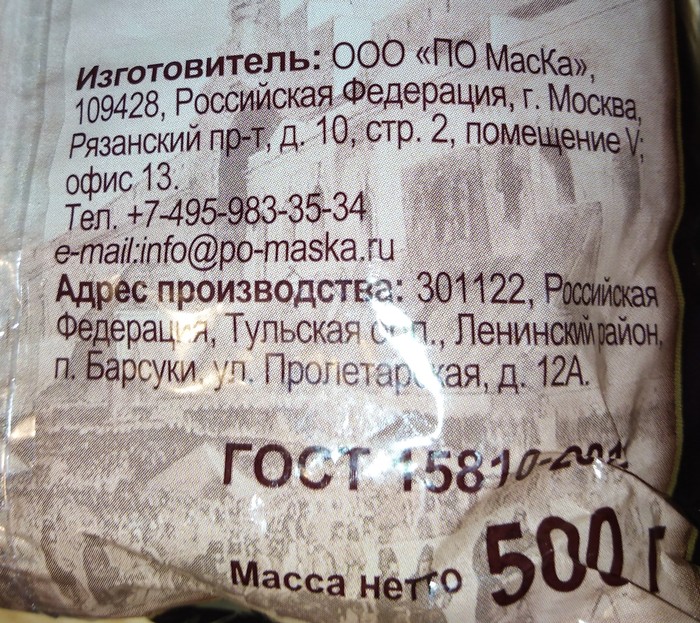 Изготовитель: ООО «ПО МасКа»,
109428, Российская Федерация, г. Москва,
Рязанский пр-т, д. 10, стр. 2, помещение V;
офис 13.
Тел. +7-495-983-35-34
e-mail:info@po-maska.ru
Адрес производства: 301122, Российская
Федерация, Тульская обл., Ленинский район,
п. Барсуки, ул. Пролетарская, д. 12А.
ГОСТ
Масса нетто 500 г